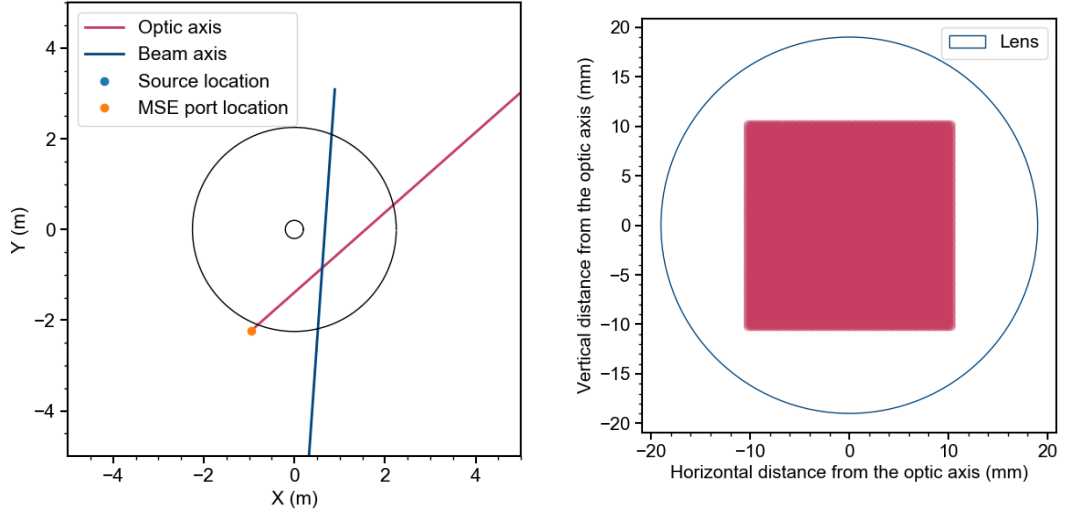 Optic axis
Beam axis
Source location
MSE port location
4
2
0
−2
−4
Y (m)
−4
−2
0
2
4
X (m)
Lens
20
15
10
5
0
−5
−10
−15
−20
Vertical distance from the optic axis (mm)
−20
−10
0
10
20
Horizontal distance from the optic axis (mm)